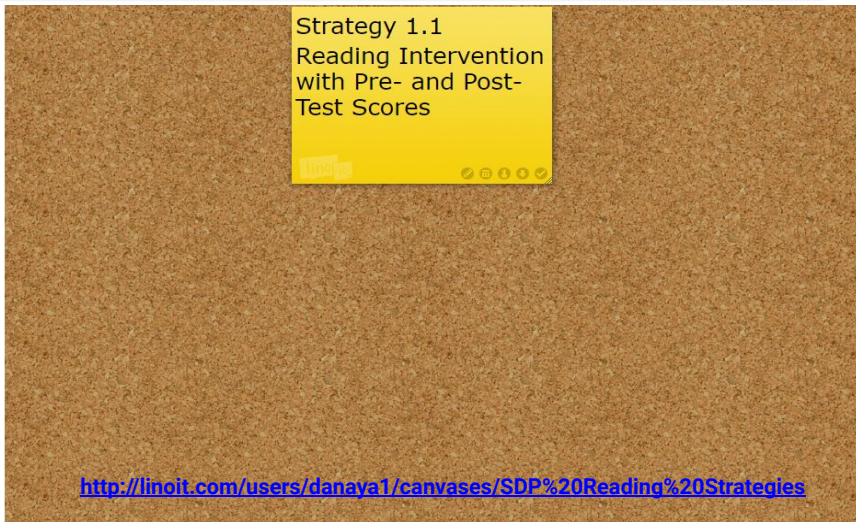 Strategy 1.1
Reading Intervention
with Pre- and Post-
Test Scores
http://linoit.com/users/danaya1/canvases/SDP%20Reading%20Strategies